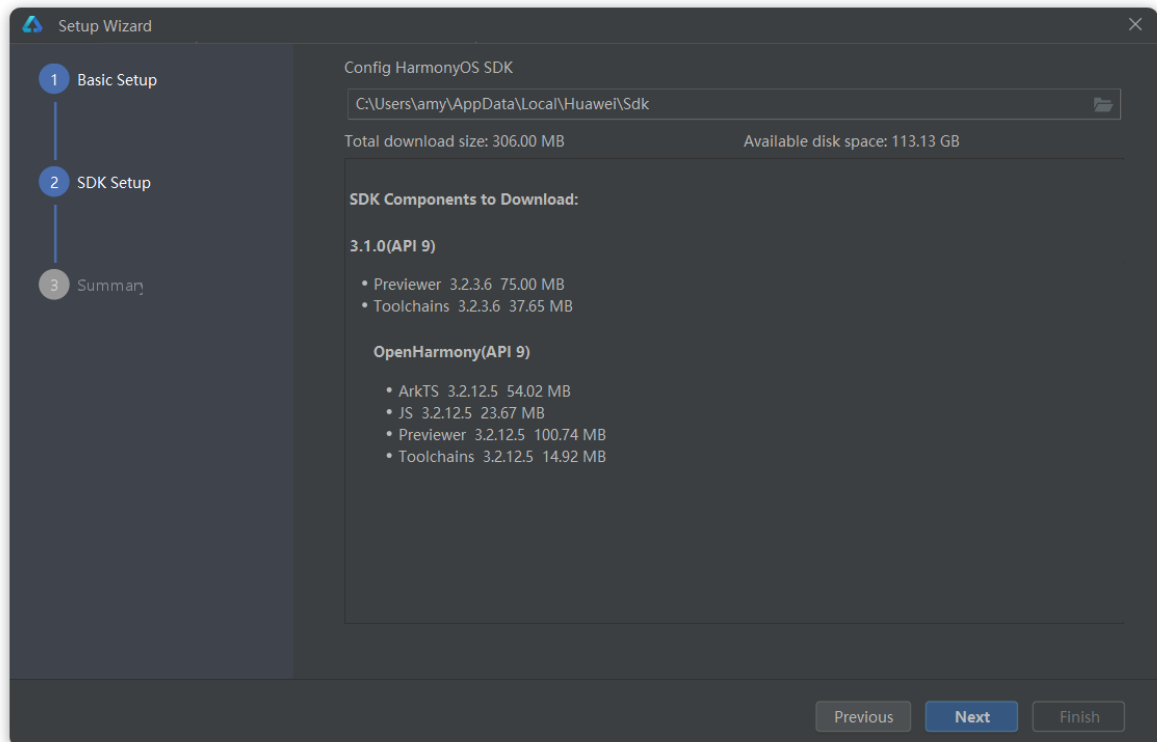 Setup Wizard
1 Basic Setup
2 SDK Setup
3 Summary
Config HarmonyOS SDK
C:\Users\amy\AppData\Local\Huawei\Sdk
Total download size: 306.00 MB Available disk space: 113.13 GB
SDK Components to Download:
3.1.0(API 9)
• Previewer 3.2.3.6 75.00 MB
• Toolchains 3.2.3.6 37.65 MB
OpenHarmony(API 9)
• ArkTS 3.2.12.5 54.02 MB
• JS 3.2.12.5 23.67 MB
• Previewer 3.2.12.5 100.74 MB
• Toolchains 3.2.12.5 14.92 MB
Previous Next Finish